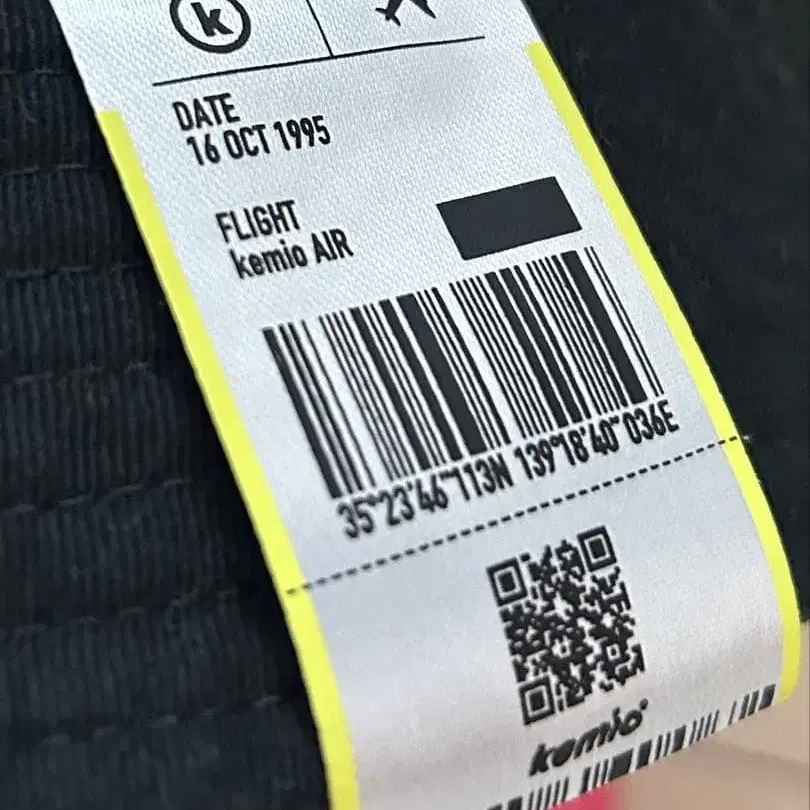 k
DATE
16 OCT 1995
FLIGHT
kemio AIR
35°23'46"113N 139°18'40"036E
kemio